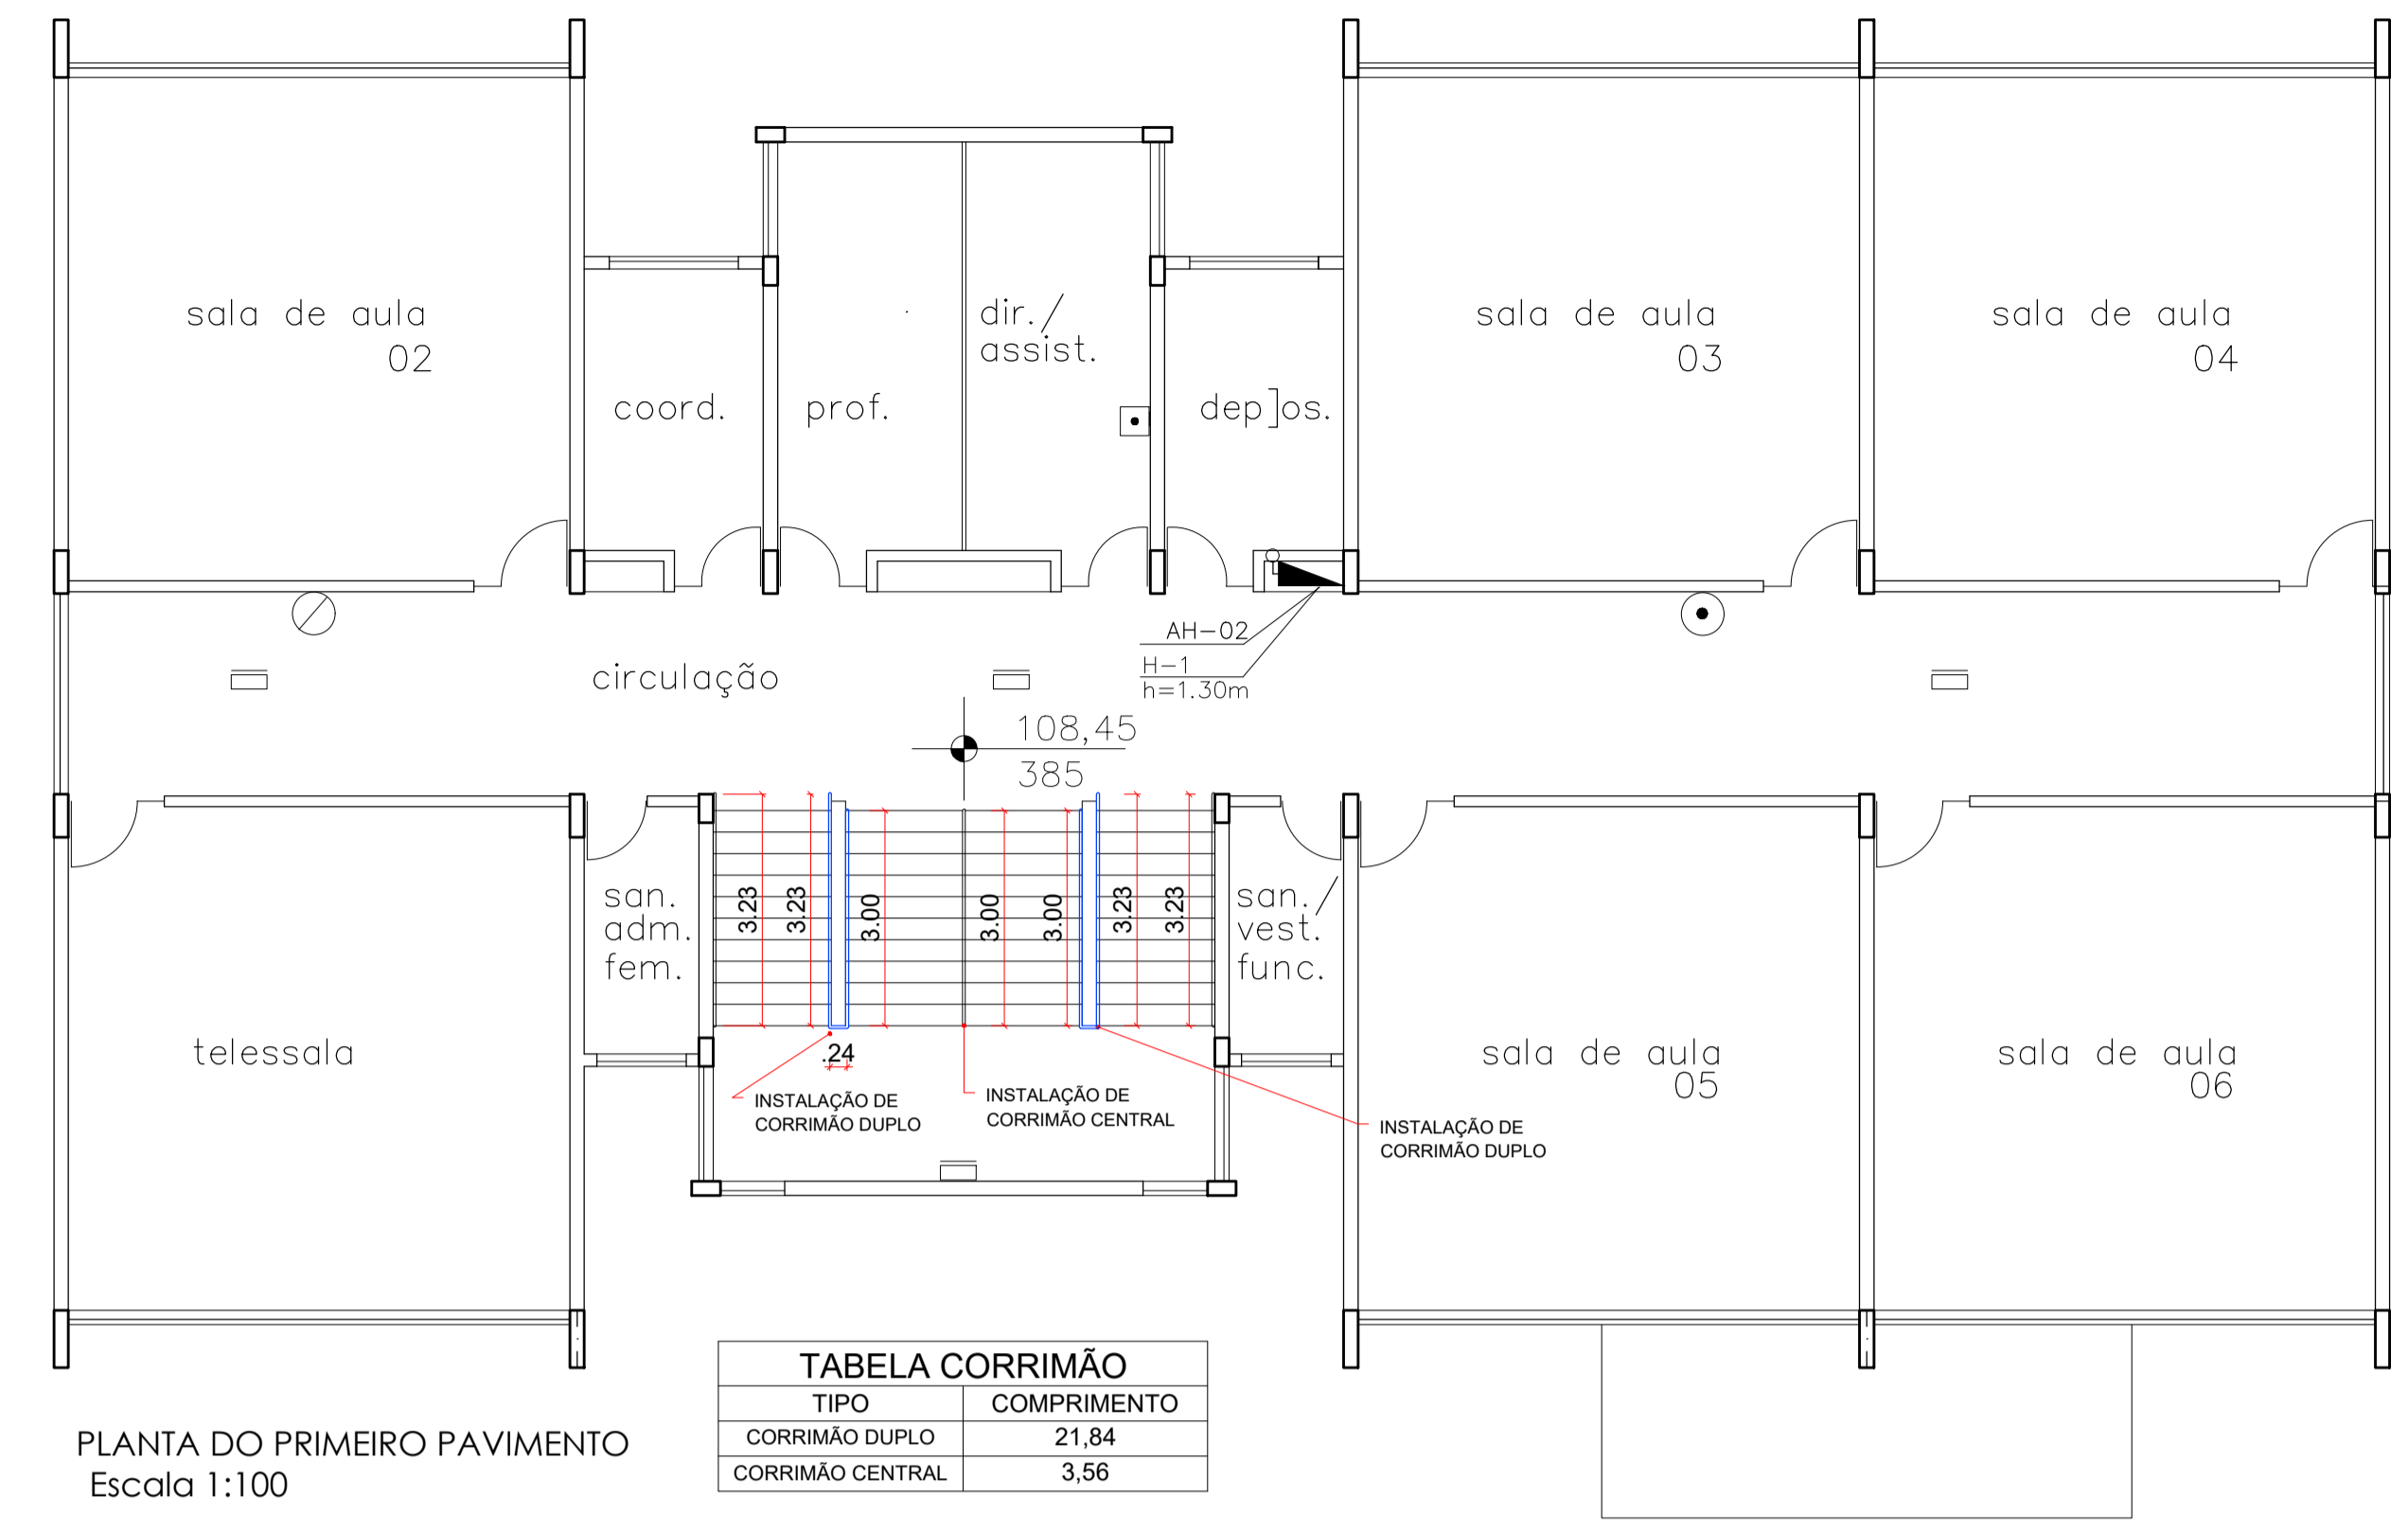 sala de aula
02
coord.
prof.
dir./
assist.
dep]os.
sala de aula
03
sala de aula
04
AH-02
H-1
h=1.30m
circulação
108,45
385
san.
adm.
fem.
3.23
3.23
3.00
3.00
3.00
3.23
3.23
san./
vest.
func.
telessala
.24
INSTALAÇÃO DE
CORRIMÃO DUPLO
INSTALAÇÃO DE
CORRIMÃO CENTRAL
INSTALAÇÃO DE
CORRIMÃO DUPLO
sala de aula
05
sala de aula
06
TABELA CORRIMÃO
TIPO COMPRIMENTO
CORRIMÃO DUPLO 21,84
CORRIMÃO CENTRAL 3,56
PLANTA DO PRIMEIRO PAVIMENTO
Escala 1:100